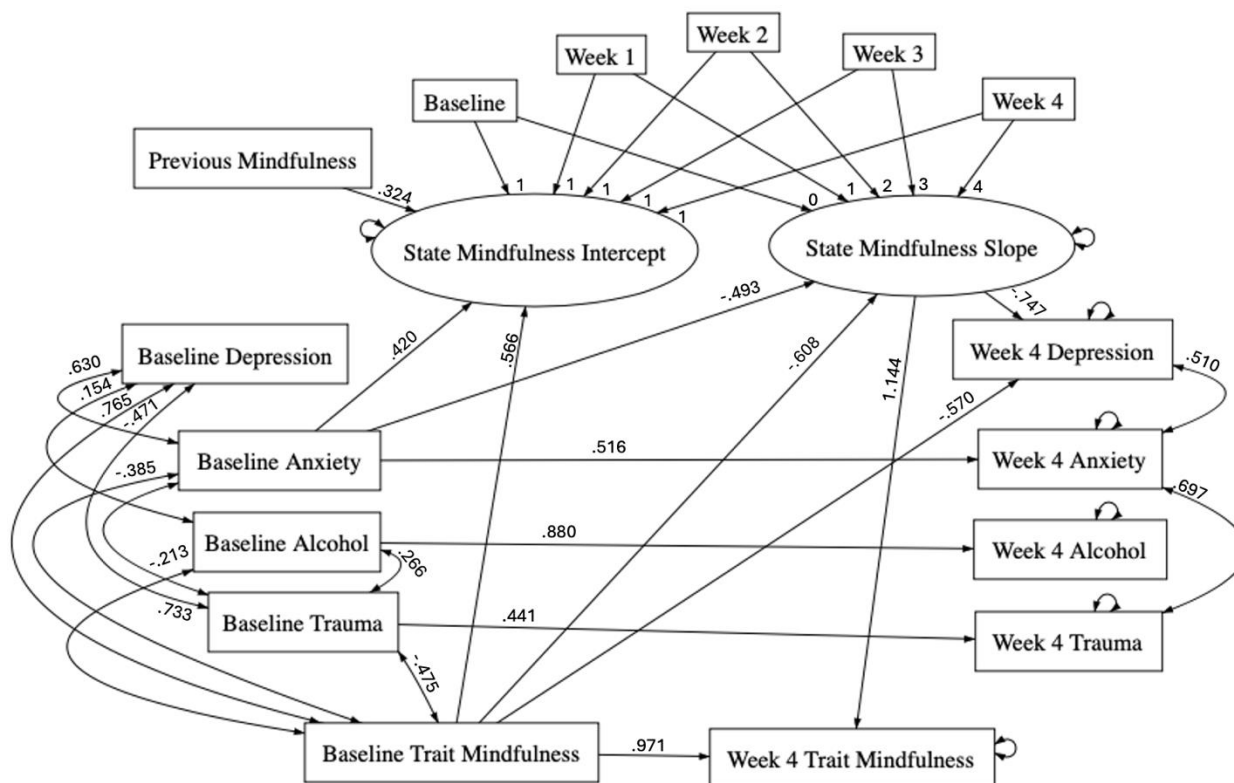 Week 2
Week 1
Week 3
Baseline
Week 4
Previous Mindfulness
.324
1
1
1
1
1
0
1
2
3
4
State Mindfulness Intercept
State Mindfulness Slope
-.493
-.747
.420
.566
-.608
1.144
Baseline Depression
Week 4 Depression
.630
.154
.765
-.471
.510
-.570
Baseline Anxiety
.516
Week 4 Anxiety
-.385
.697
Baseline Alcohol
.880
Week 4 Alcohol
-.213
.266
.733
Baseline Trauma
.441
Week 4 Trauma
-.475
Baseline Trait Mindfulness
.971
Week 4 Trait Mindfulness